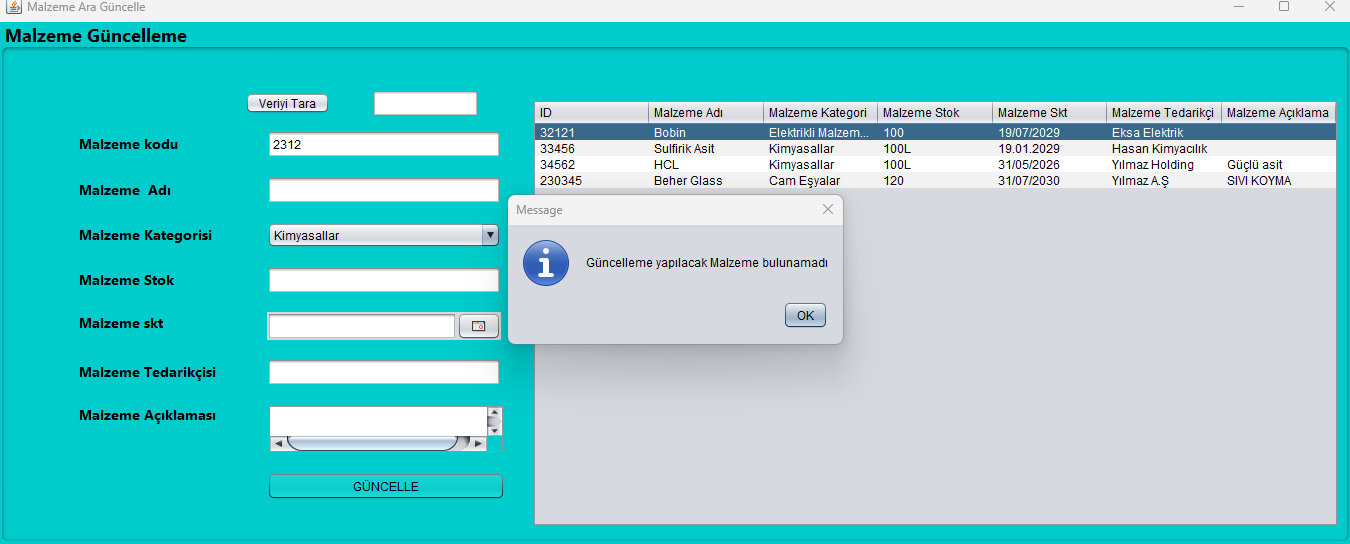 Malzeme Ara Güncelle
Malzeme Güncelleme
Veriyi Tara
Malzeme kodu
2312
Malzeme Adı
Malzeme Kategorisi
Kimyasallar
Malzeme Stok
Malzeme skt
Malzeme Tedarikçisi
Malzeme Açıklaması
GÜNCELLE
ID Malzeme Adı Malzeme Kategori Malzeme Stok Malzeme Skt Malzeme Tedarikçi Malzeme Açıklama
32121 Bobin Elektrikli Malzem... 100 19/07/2029 Eksa Elektrik
33456 Sulfirik Asit Kimyasallar 100L 19.01.2029 Hasan Kimyacılık
34562 HCL Kimyasallar 100L 31/05/2026 Yılmaz Holding Güçlü asit
230345 Beher Glass Cam Eşyalar 120 31/07/2030 Yılmaz A.Ş SIVI KOYMA
Message
Güncelleme yapılacak Malzeme bulunamadı
OK